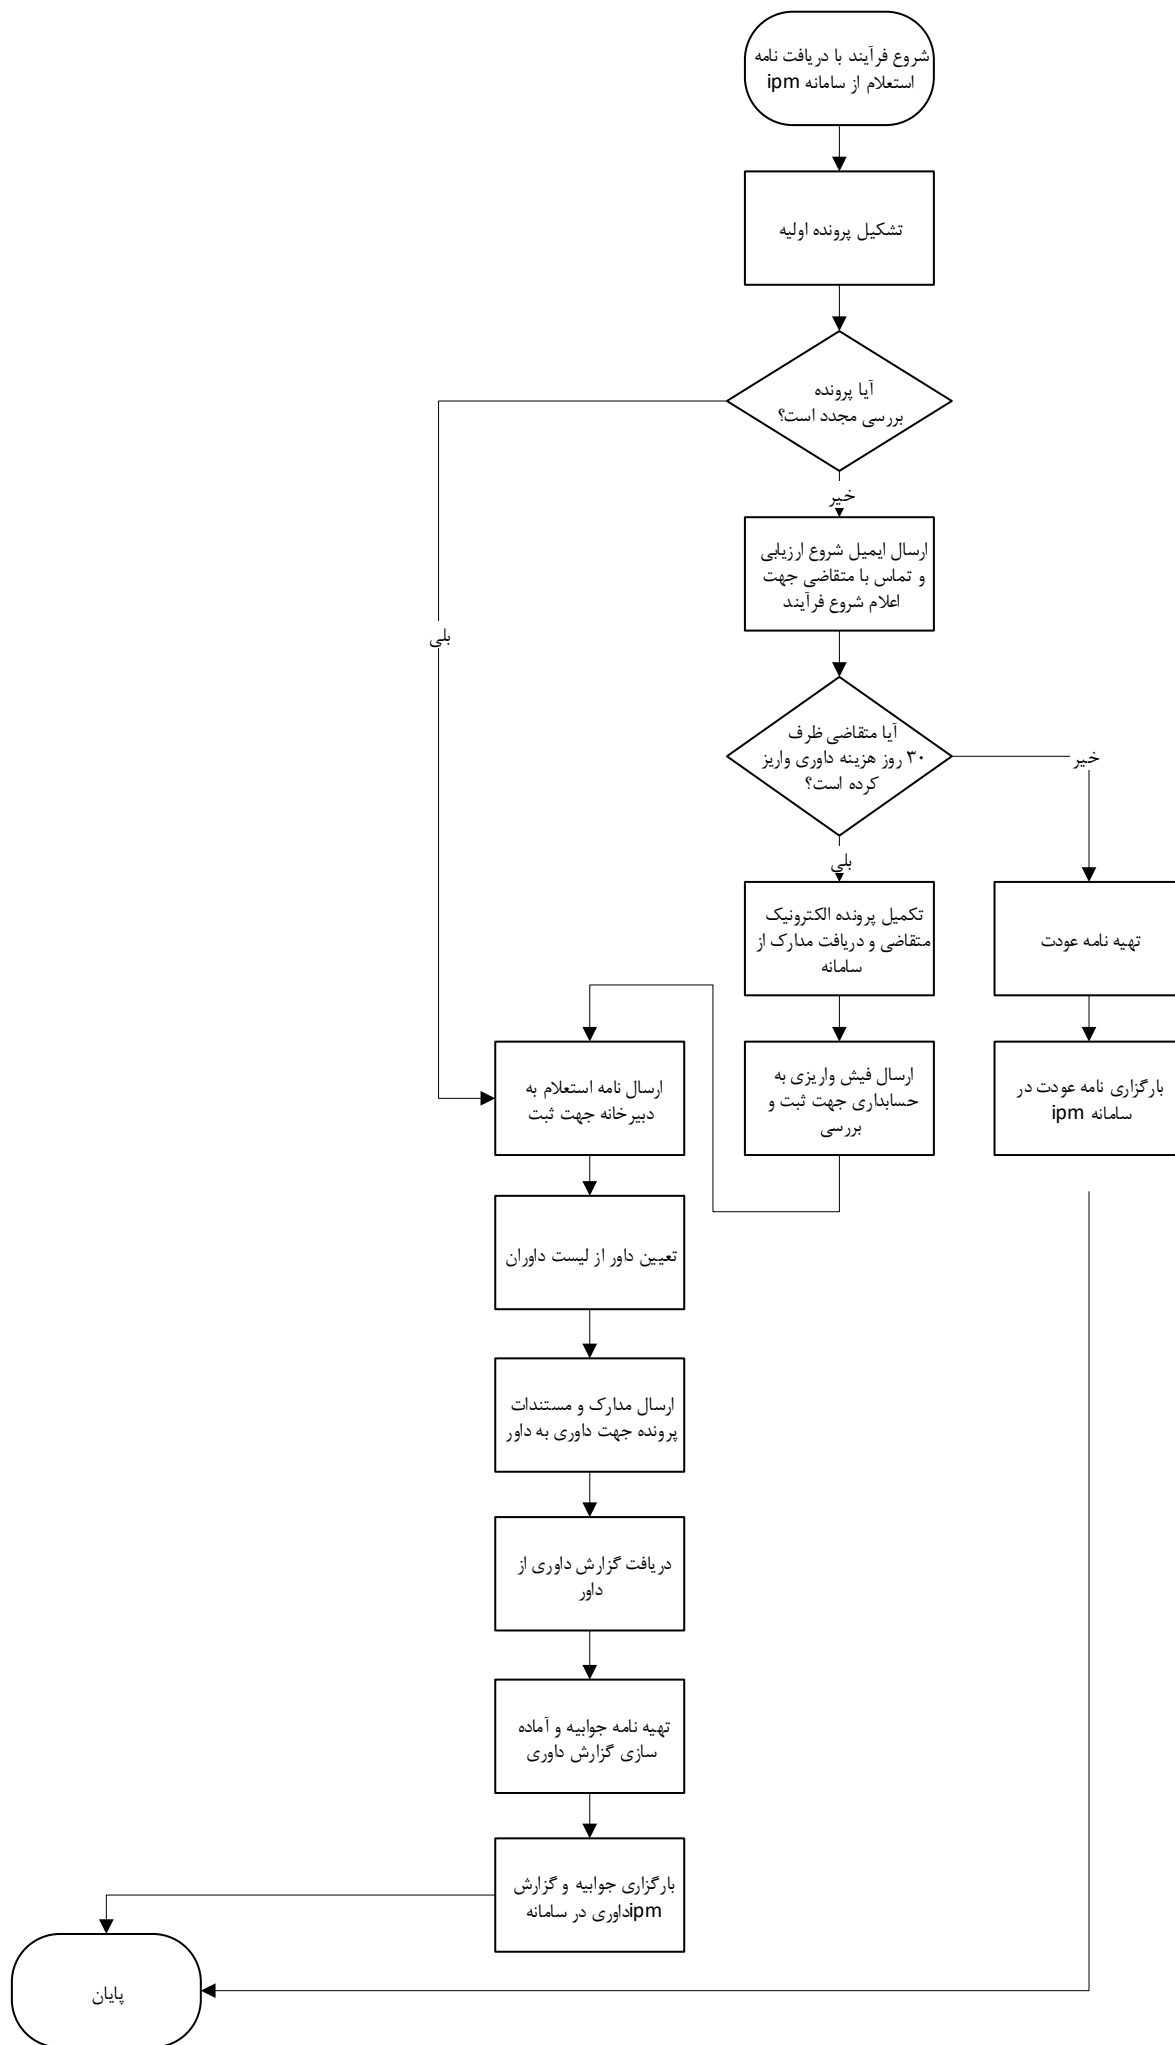 شروع فرآیند با دریافت نامه
استعلام از سامانه ipm
تشکیل پرونده اولیه
آیا پرونده
بررسی مجدد است؟
خیر
ارسال ایمیل شروع ارزیابی
و تماس با متقاضی جهت
اعلام شروع فرآیند
بلی
آیا متقاضی ظرف
۳۰ روز هزینه داوری واریز
کرده است؟
خیر
بلی
تکمیل پرونده الکترونیک
متقاضی و دریافت مدارک از
سامانه
تهیه نامه عودت
ارسال فیش واریزی به
حسابداری جهت ثبت و
بررسی
بارگزاری نامه عودت در
سامانه ipm
ارسال نامه استعلام به
دبیرخانه جهت ثبت
تعیین داور از لیست داوران
ارسال مدارک و مستندات
پرونده جهت داوری به داور
دریافت گزارش داوری از
داور
تهیه نامه جوابیه و آماده
سازی گزارش داوری
بارگزاری جوابیه و گزارش
داوری در سامانه ipm
پایان